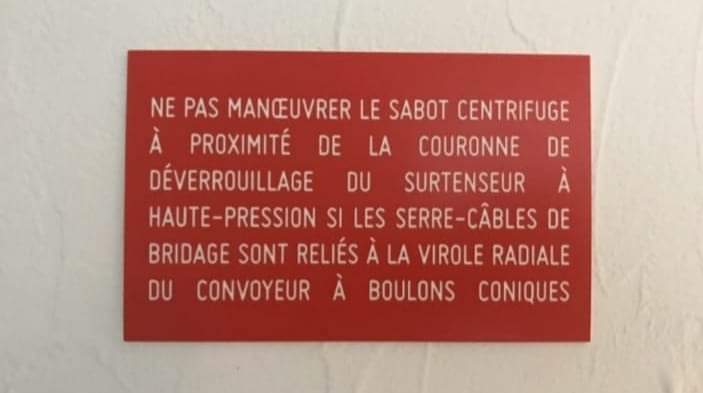 NE PAS MANŒUVRER LE SABOT CENTRIFUGE
À PROXIMITÉ DE LA COURONNE DE
DÉVERROUILLAGE DU SURTENSEUR À
HAUTE-PRESSION SI LES SERRE-CÂBLES DE
BRIDAGE SONT RELIÉS À LA VIROLE RADIALE
DU CONVOYEUR À BOULONS CONIQUES